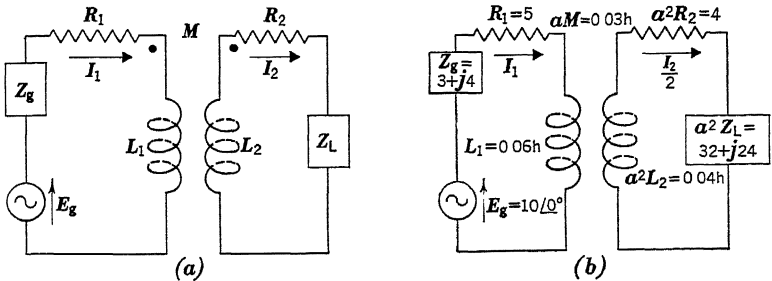 R₁ M R₂
I₁ I₂
Zg
L₁ L₂
ZL
Eg
(a)
R₁=5 aM=0 03h a²R₂=4
Zg=
3+j4
I₁
I₂
2
L₁=0 06h
a²ZL=
32+j24
a²L₂=0 04h
Eg=10/0°
(b)